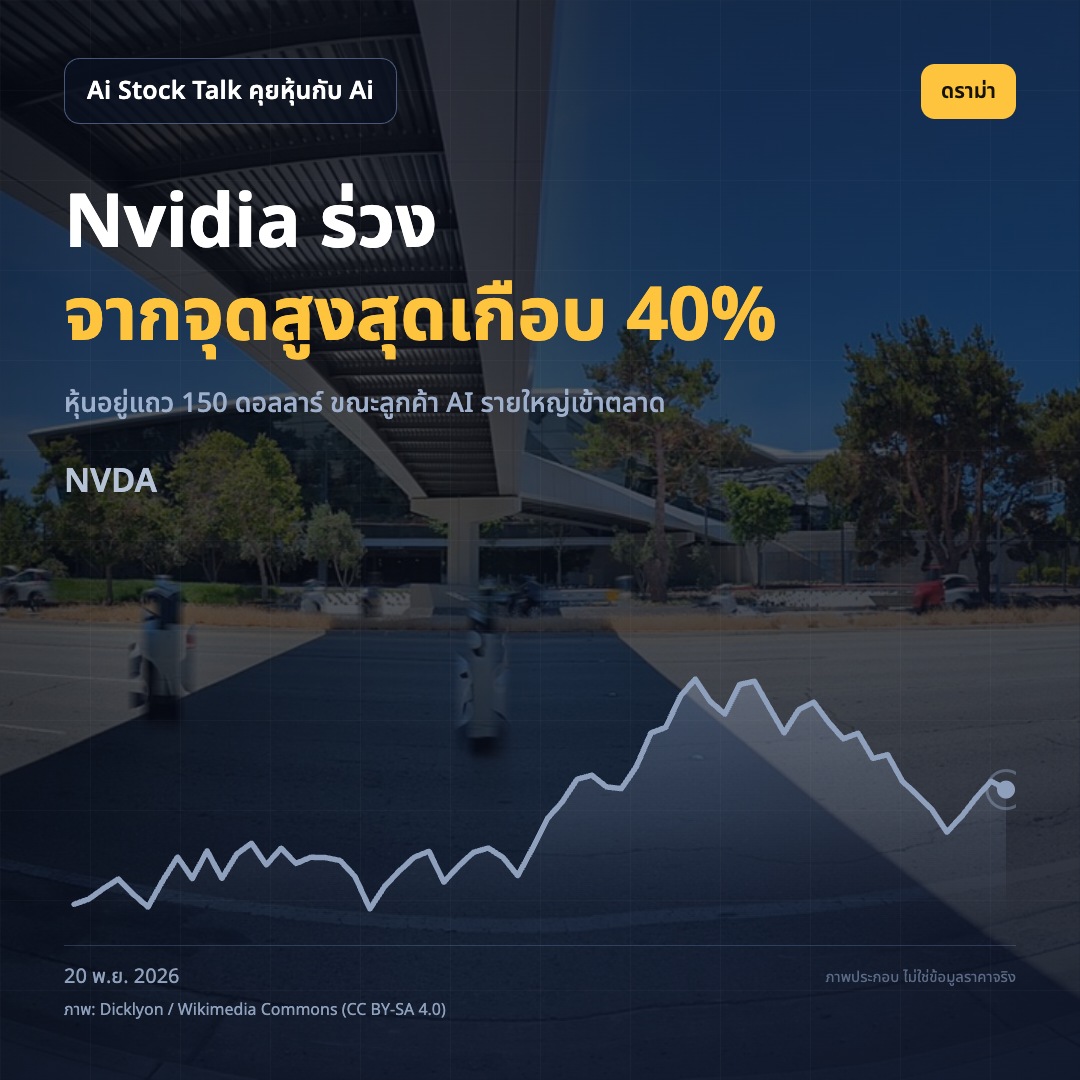 Ai Stock Talk คุยหุ้นกับ Ai
ดราม่า
Nvidia ร่วง
จากจุดสูงสุดเกือบ 40%
หุ้นอยู่แถว 150 ดอลลาร์ ขณะลูกค้า AI รายใหญ่เข้าตลาด
NVDA
20 พ.ย. 2026
ภาพประกอบ ไม่ใช่ข้อมูลราคาจริง
ภาพ: Dicklyon / Wikimedia Commons (CC BY-SA 4.0)